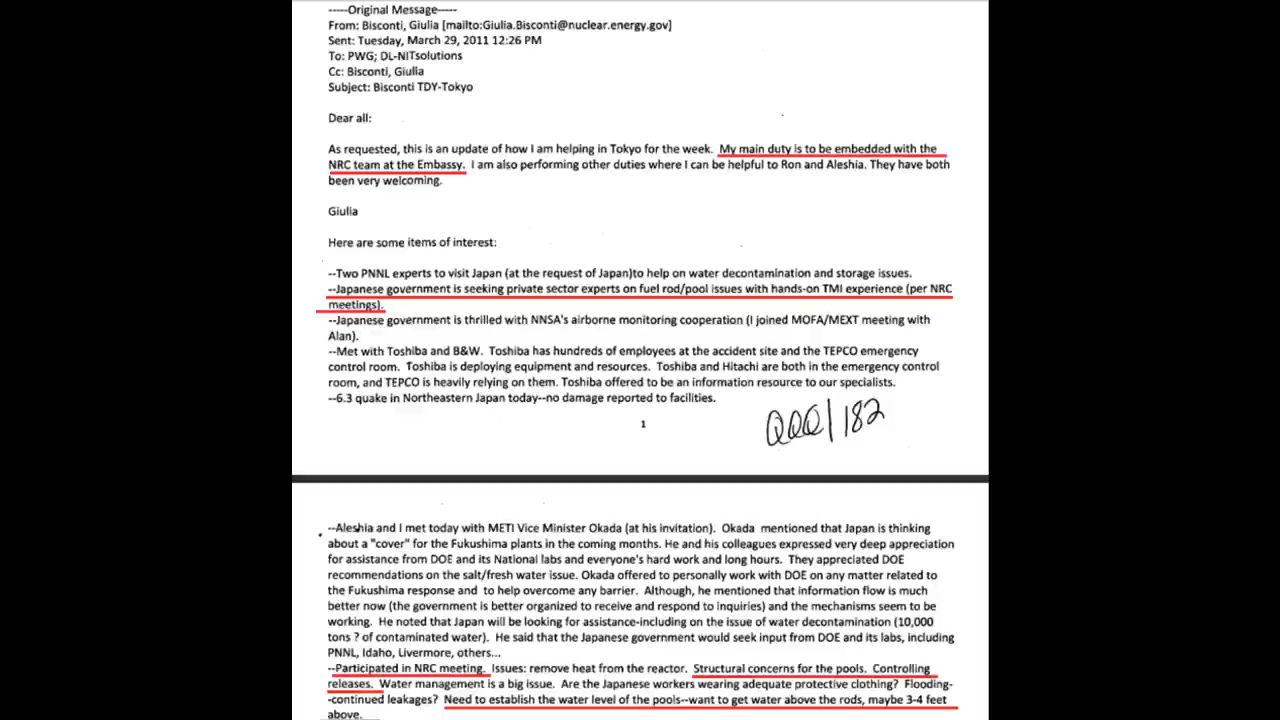 -----Original Message-----
From: Bisconti, Giulia [mailto:Giulia.Bisconti@nuclear.energy.gov]
Sent: Tuesday, March 29, 2011 12:26 PM
To: PWG; DL-NITsolutions
Cc: Bisconti, Giulia
Subject: Bisconti TDY-Tokyo
Dear all:
As requested, this is an update of how I am helping in Tokyo for the week. My main duty is to be embedded with the
NRC team at the Embassy. I am also performing other duties where I can be helpful to Ron and Aleshia. They have both
been very welcoming.
Giulia
Here are some items of interest:
--Two PNNL experts to visit Japan (at the request of Japan)to help on water decontamination and storage issues.
--Japanese government is seeking private sector experts on fuel rod/pool issues with hands-on TMI experience (per NRC
meetings).
--Japanese government is thrilled with NNSA's airborne monitoring cooperation (I joined MOFA/MEXT meeting with
Alan).
--Met with Toshiba and B&W. Toshiba has hundreds of employees at the accident site and the TEPCO emergency
control room. Toshiba is deploying equipment and resources. Toshiba and Hitachi are both in the emergency control
room, and TEPCO is heavily relying on them. Toshiba offered to be an information resource to our specialists.
--6.3 quake in Northeastern Japan today--no damage reported to facilities.
1
QQQ/182
--Aleshia and I met today with METI Vice Minister Okada (at his invitation). Okada mentioned that Japan is thinking
about a "cover" for the Fukushima plants in the coming months. He and his colleagues expressed very deep appreciation
for assistance from DOE and its National labs and everyone's hard work and long hours. They appreciated DOE
recommendations on the salt/fresh water issue. Okada offered to personally work with DOE on any matter related to
the Fukushima response and to help overcome any barrier. Although, he mentioned that information flow is much
better now (the government is better organized to receive and respond to inquiries) and the mechanisms seem to be
working. He noted that Japan will be looking for assistance-including on the issue of water decontamination (10,000
tons ? of contaminated water). He said that the Japanese government would seek input from DOE and its labs, including
PNNL, Idaho, Livermore, others...
--Participated in NRC meeting. Issues: remove heat from the reactor. Structural concerns for the pools. Controlling
releases. Water management is a big issue. Are the Japanese workers wearing adequate protective clothing? Flooding-
-continued leakages? Need to establish the water level of the pools--want to get water above the rods, maybe 3-4 feet
above.